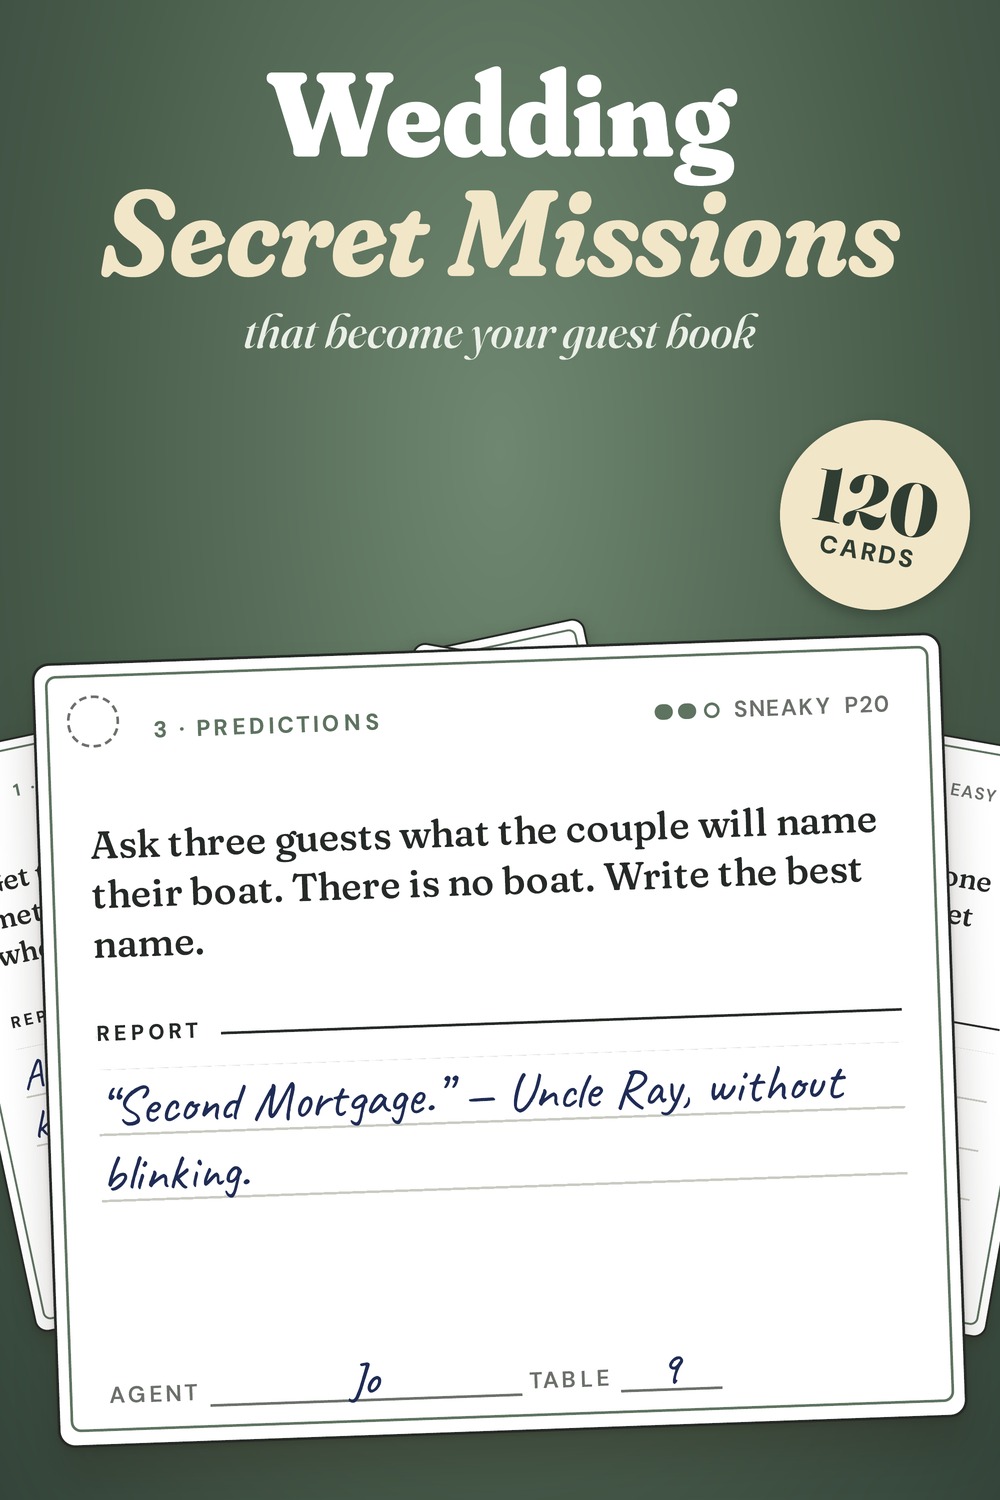 Wedding
Secret Missions
that become your guest book
120
CARDS
3 · PREDICTIONS
SNEAKY P20
1 ·
EASY
Ask three guests what the couple will name
their boat. There is no boat. Write the best
name.
one
REPORT
“Second Mortgage.” – Uncle Ray, without
blinking.
AGENT Jo TABLE 9